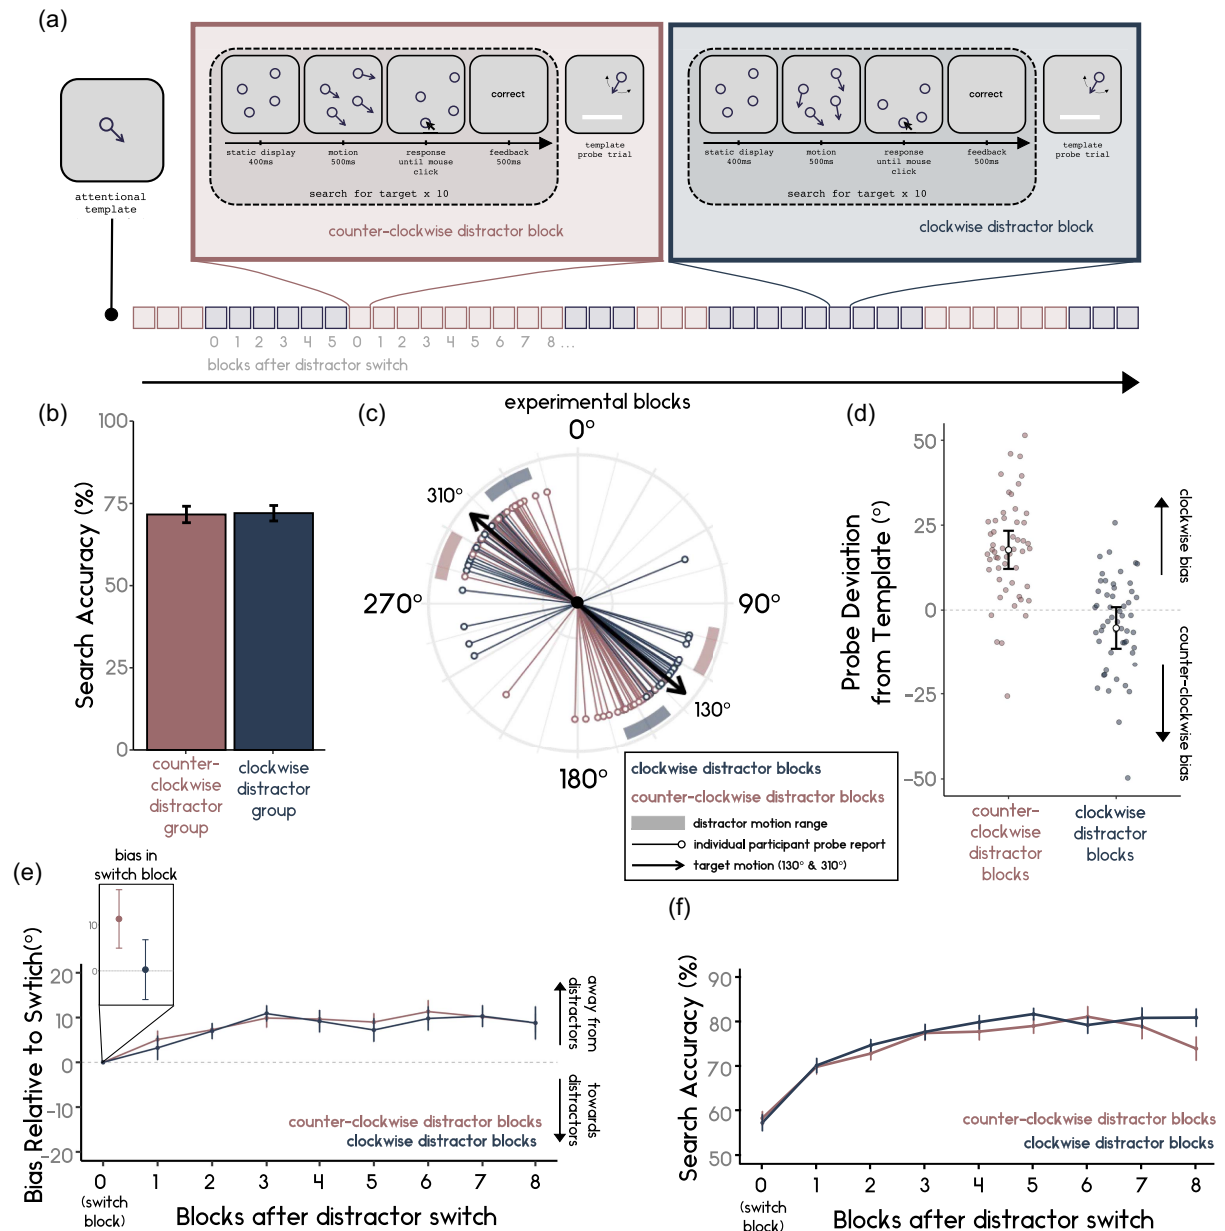 (a)
attentional
template
static display
400ms
motion
500ms
response
until mouse
click
feedback
500ms
correct
search for target x 10
template
probe trial
counter-clockwise distractor block
static display
400ms
motion
500ms
response
until mouse
click
feedback
500ms
correct
search for target x 10
template
probe trial
clockwise distractor block
0 1 2 3 4 5 0 1 2 3 4 5 6 7 8 ...
blocks after distractor switch
experimental blocks
(b)
Search Accuracy (%)
100
75
50
25
0
counter-
clockwise
distractor
group
clockwise
distractor
group
(c)
0°
90°
180°
270°
310°
130°
clockwise distractor blocks
counter-clockwise distractor blocks
distractor motion range
individual participant probe report
target motion (130° & 310°)
(d)
Probe Deviation
from Template (°)
50
25
0
−25
−50
clockwise bias
counter-clockwise bias
counter-
clockwise
distractor
blocks
clockwise
distractor
blocks
(e)
bias in
switch block
10
0
Bias Relative to Swtich(°)
20
10
0
−10
−20
away from
distractors
towards
distractors
counter-clockwise distractor blocks
clockwise distractor blocks
0 1 2 3 4 5 6 7 8
(switch
block)
Blocks after distractor switch
(f)
Search Accuracy (%)
90
80
70
60
50
counter-clockwise distractor blocks
clockwise distractor blocks
0 1 2 3 4 5 6 7 8
(switch
block)
Blocks after distractor switch